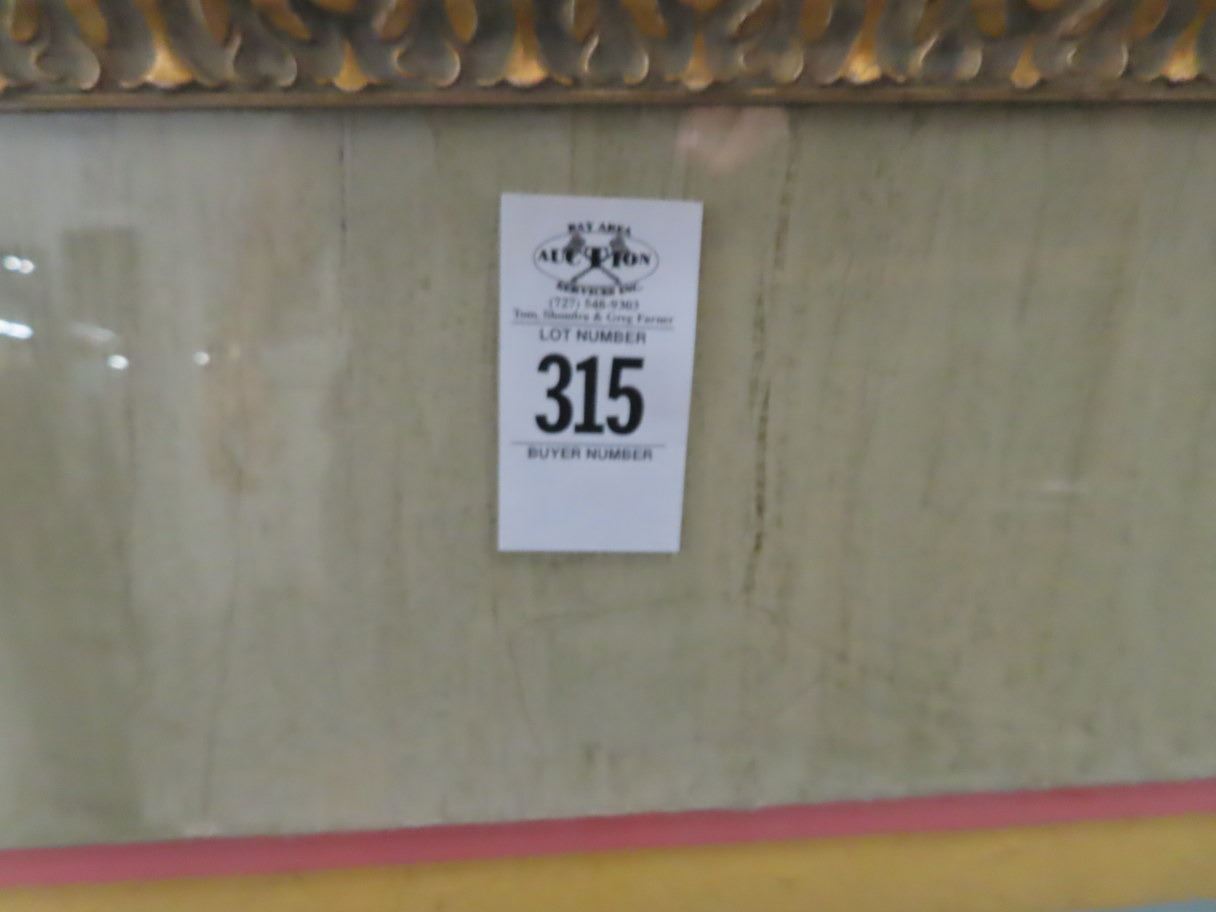 BAY AREA
AUCTION
SERVICES INC.
(727) 548-9303
Tom, Shondra & Greg Farner
LOT NUMBER
315
BUYER NUMBER